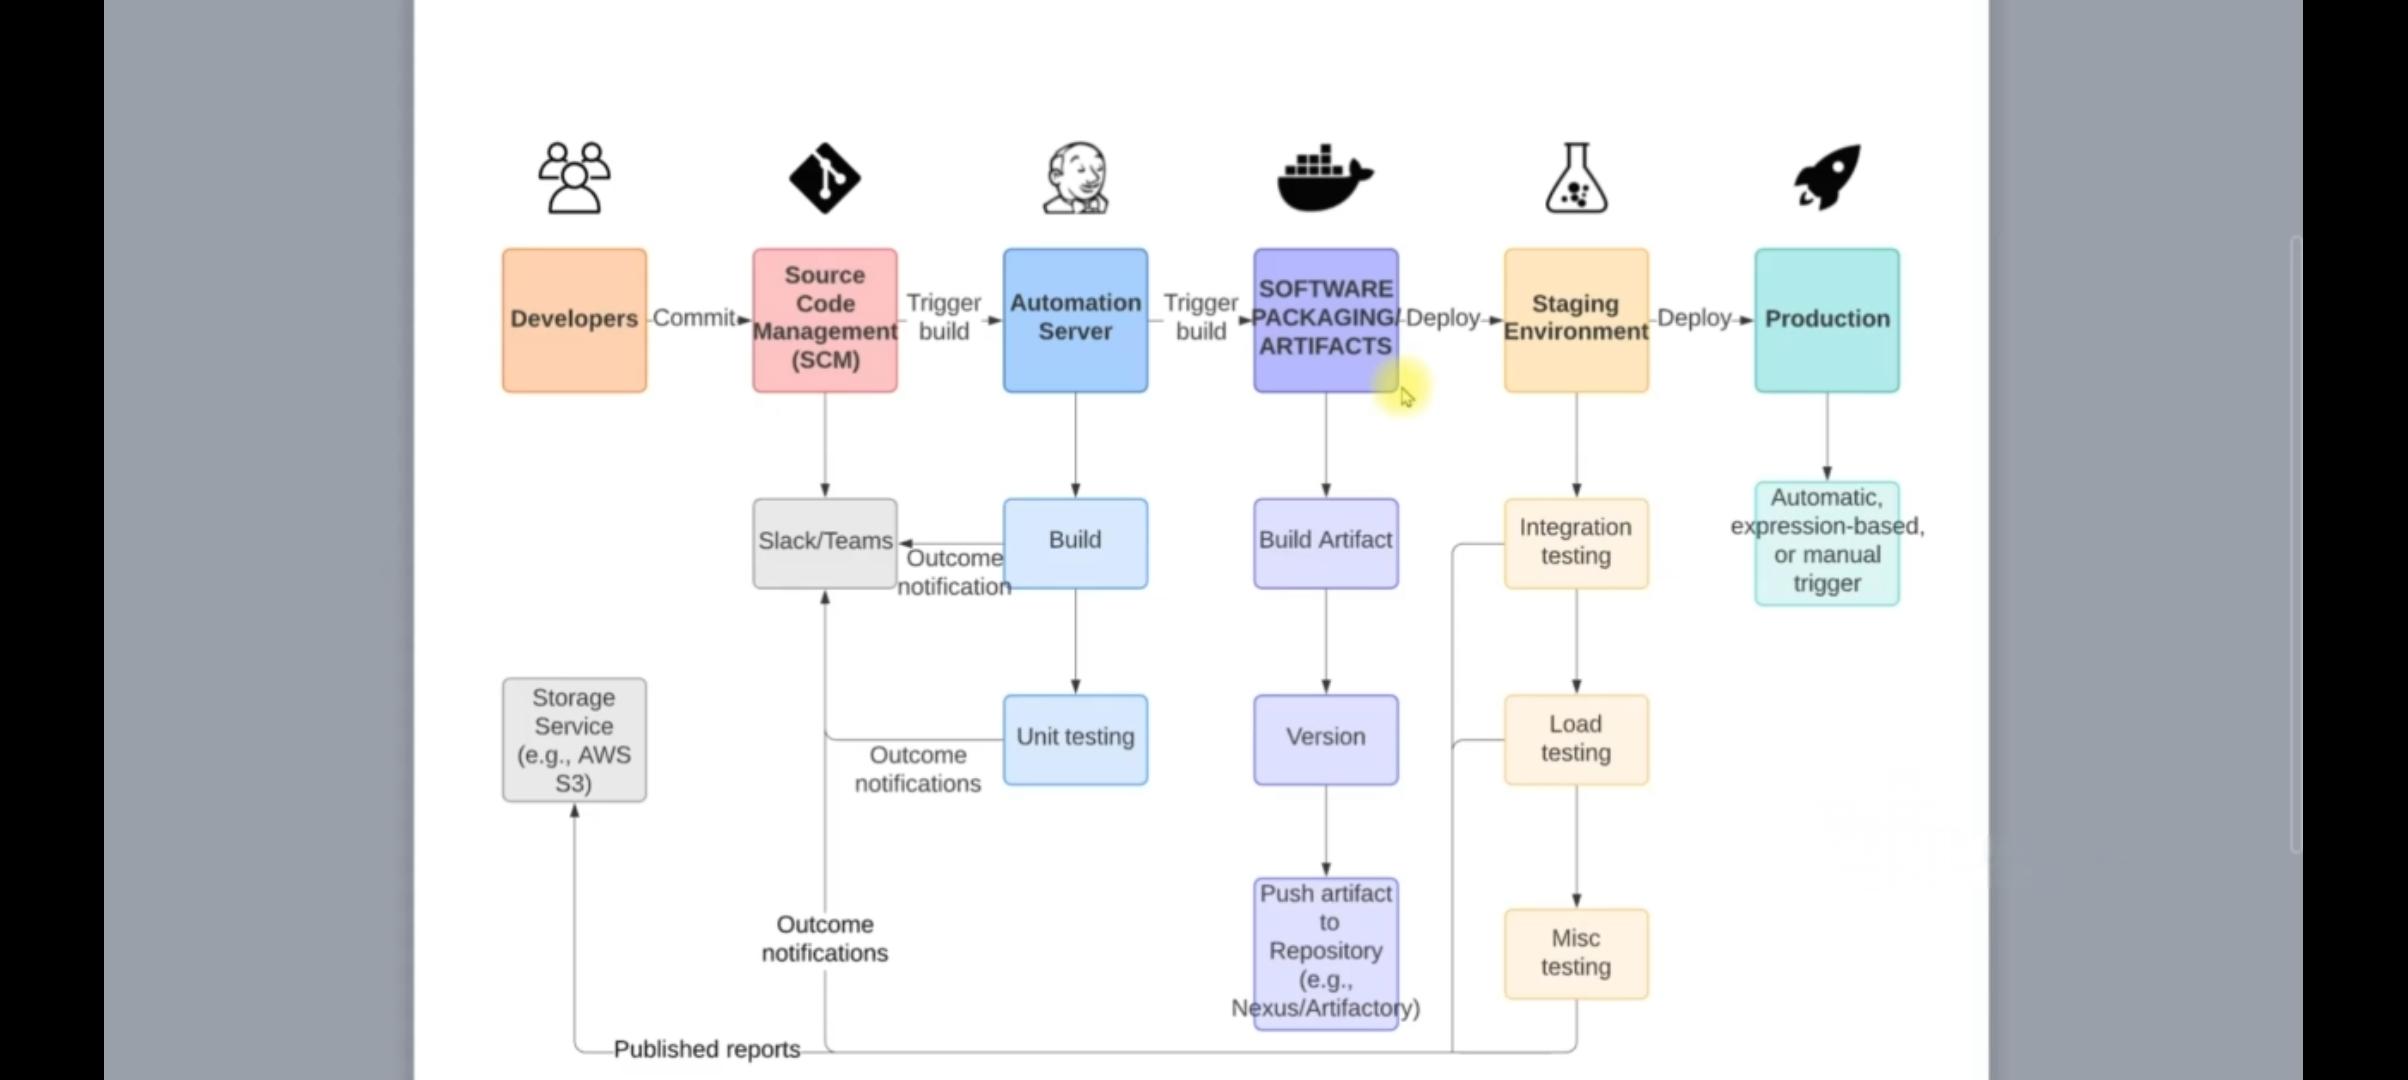 Developers
Commit
Source
Code
Management
(SCM)
Trigger
build
Automation
Server
Trigger
build
SOFTWARE
PACKAGING/
ARTIFACTS
Deploy
Staging
Environment
Deploy
Production
Slack/Teams
Outcome
notification
Build
Build Artifact
Integration
testing
Automatic,
expression-based,
or manual
trigger
Storage
Service
(e.g., AWS
S3)
Outcome
notifications
Unit testing
Version
Load
testing
Outcome
notifications
Push artifact
to
Repository
(e.g.,
Nexus/Artifactory)
Misc
testing
Published reports